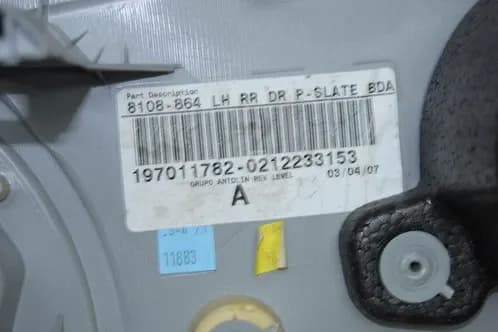 Part Description
8108-864 LH RR DR P-SLATE BDA
197011782-0212233153
GRUPO ANTOLIN REV LEVEL 03/04/07
A
11883